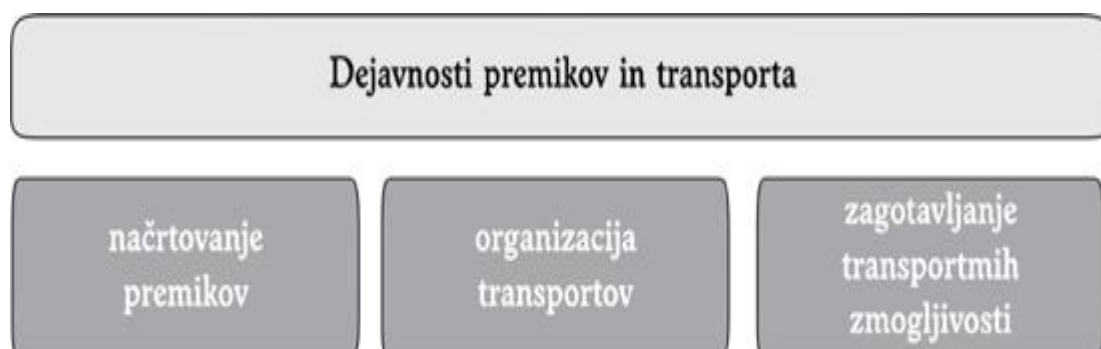 Dejavnosti premikov in transporta
načrtovanje
premikov
organizacija
transportov
zagotavljanje
transportmih
zmogljivosti